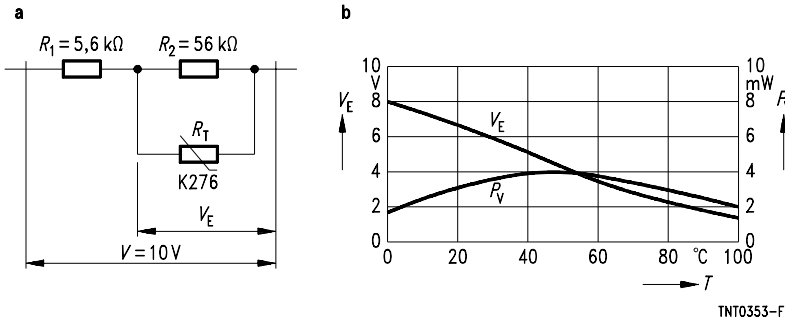 a
R1 = 5,6 kΩ
R2 = 56 kΩ
RT
K276
VE
V = 10 V
b
10
V
8
6
4
2
0
VE
VE
PV
10
mW
8
6
4
2
0
P
0 20 40 60 80 °C 100
T
TNT0353-F